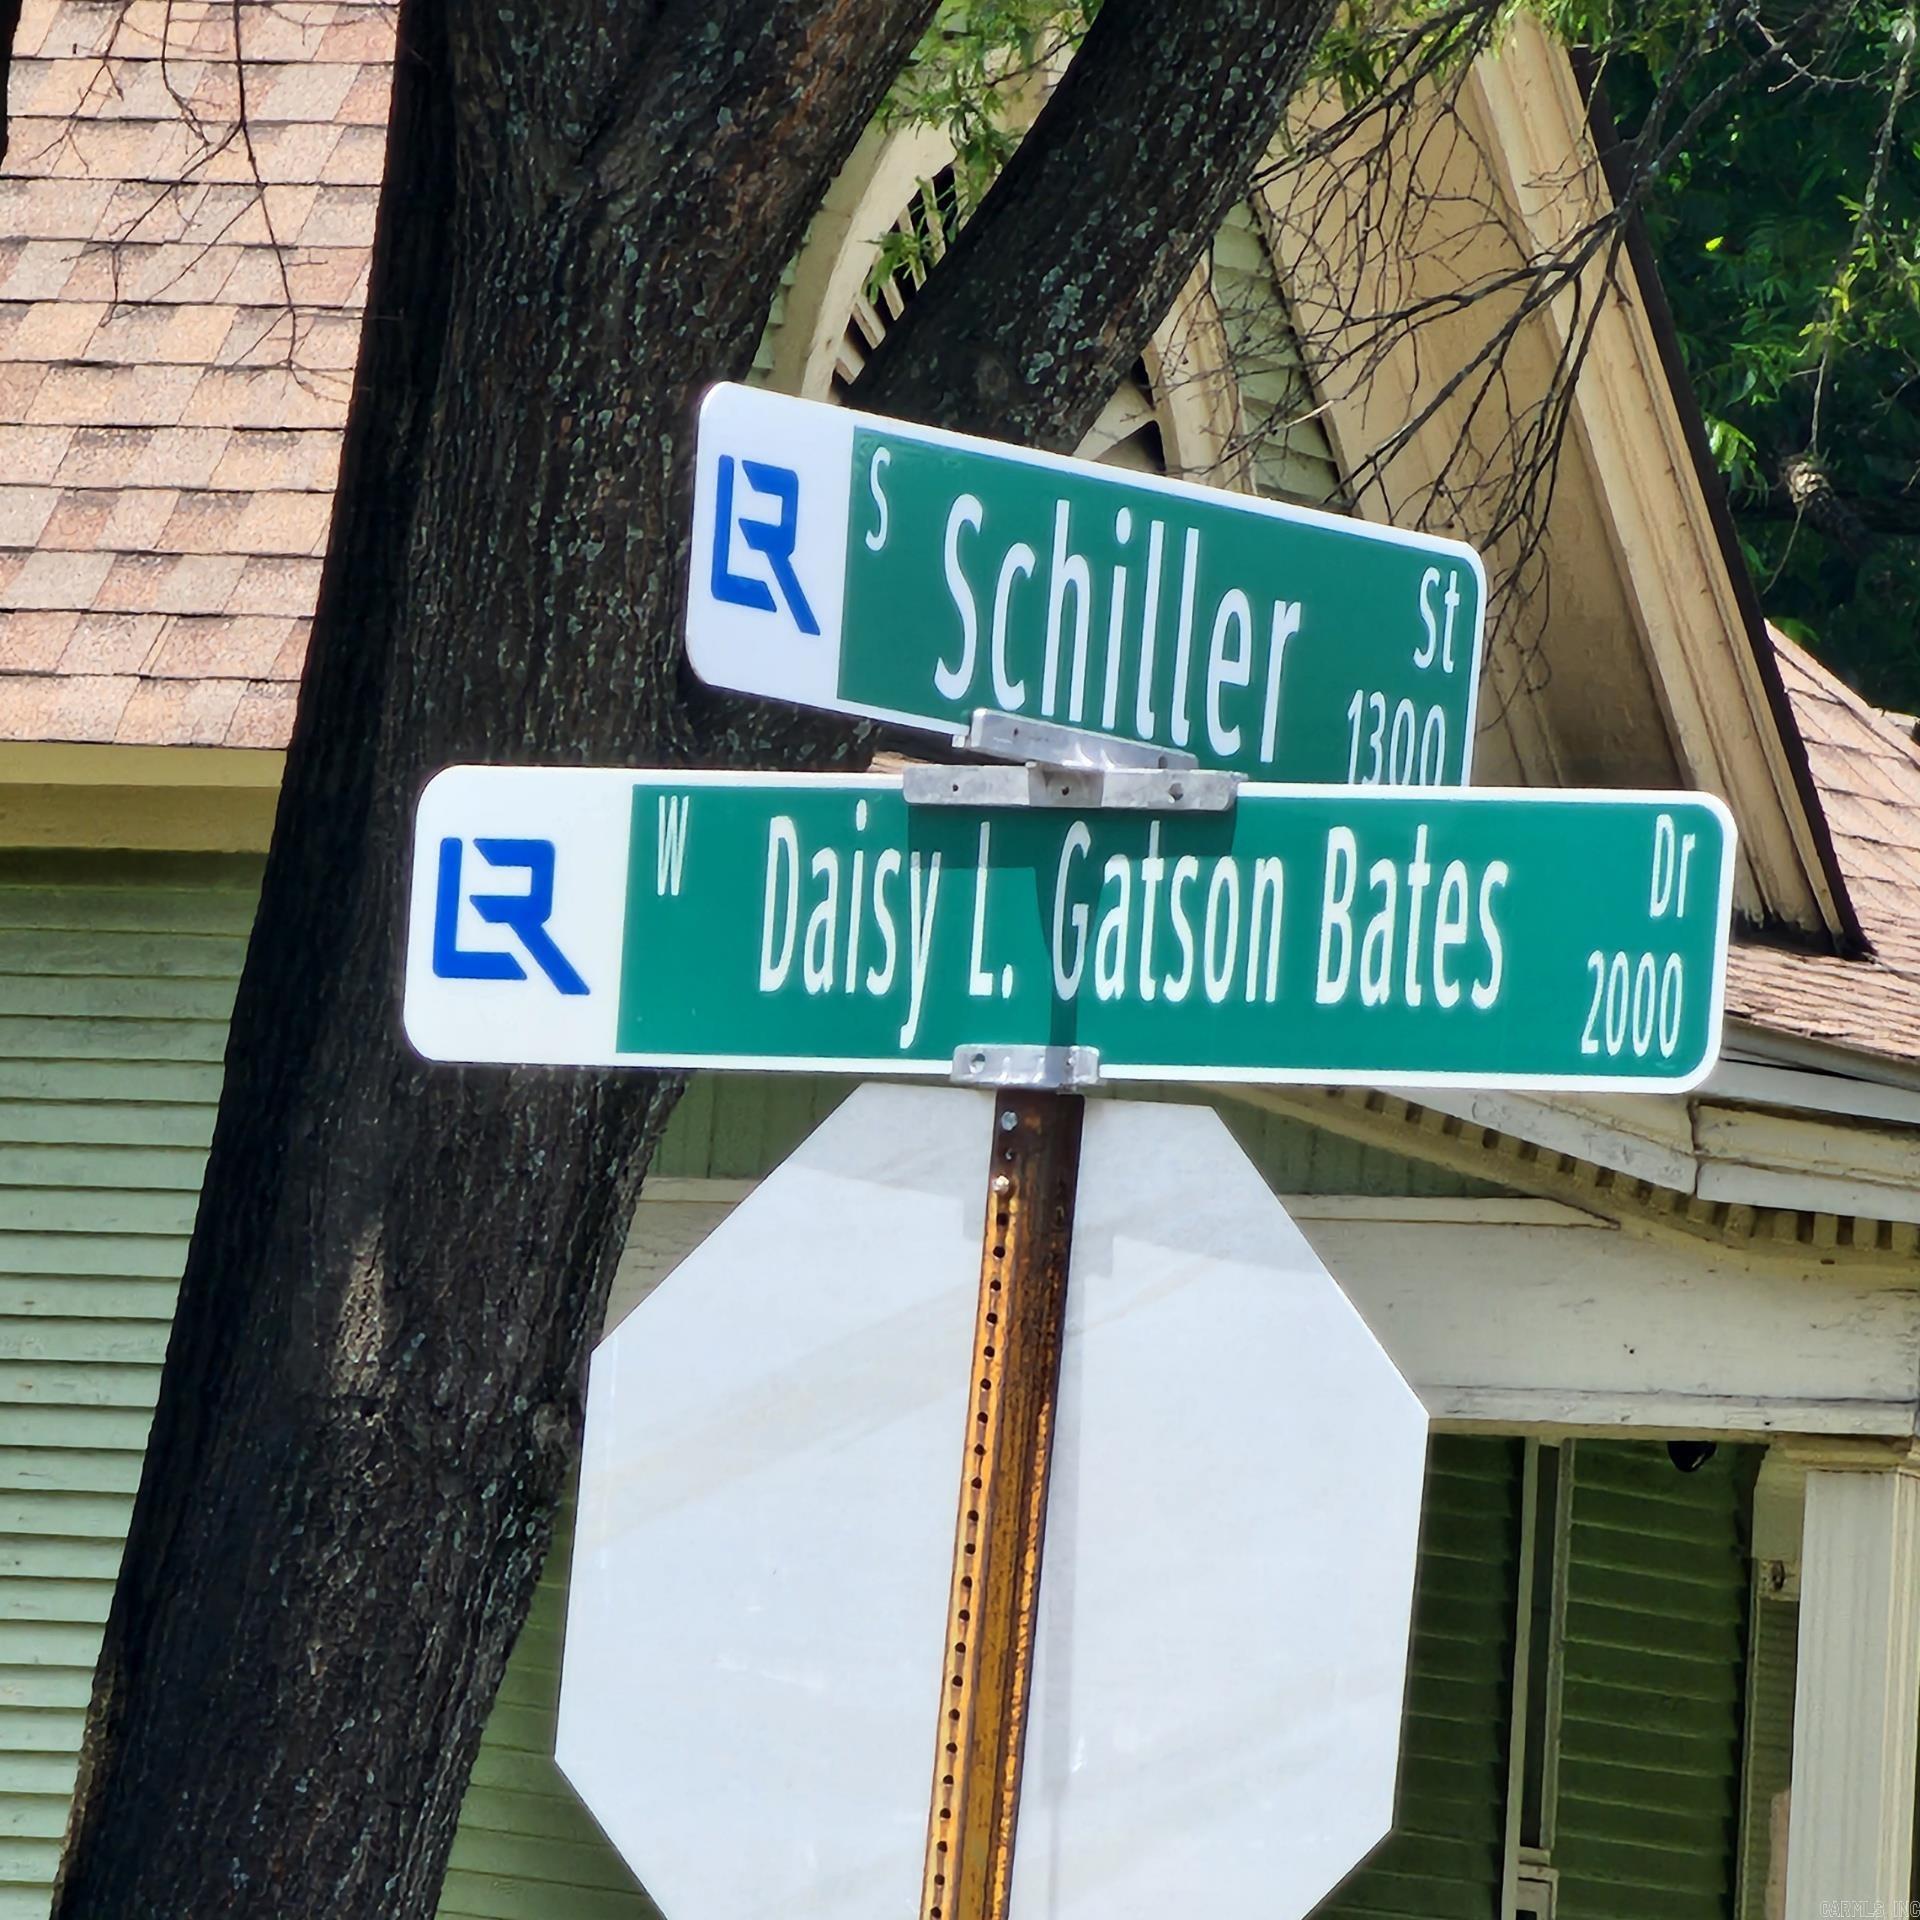 LR
S Schiller St
1300
LR
W Daisy L. Gatson Bates Dr
2000
CARMLS, INC